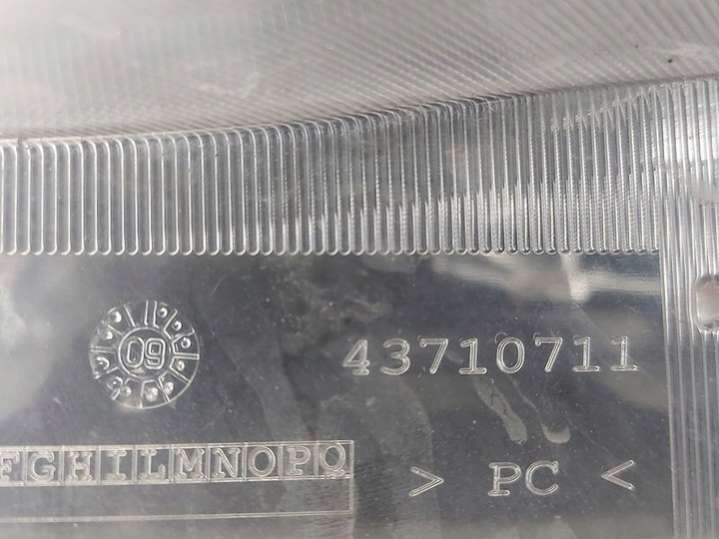 09
43710711
FGHILMNOPQ
> PC <